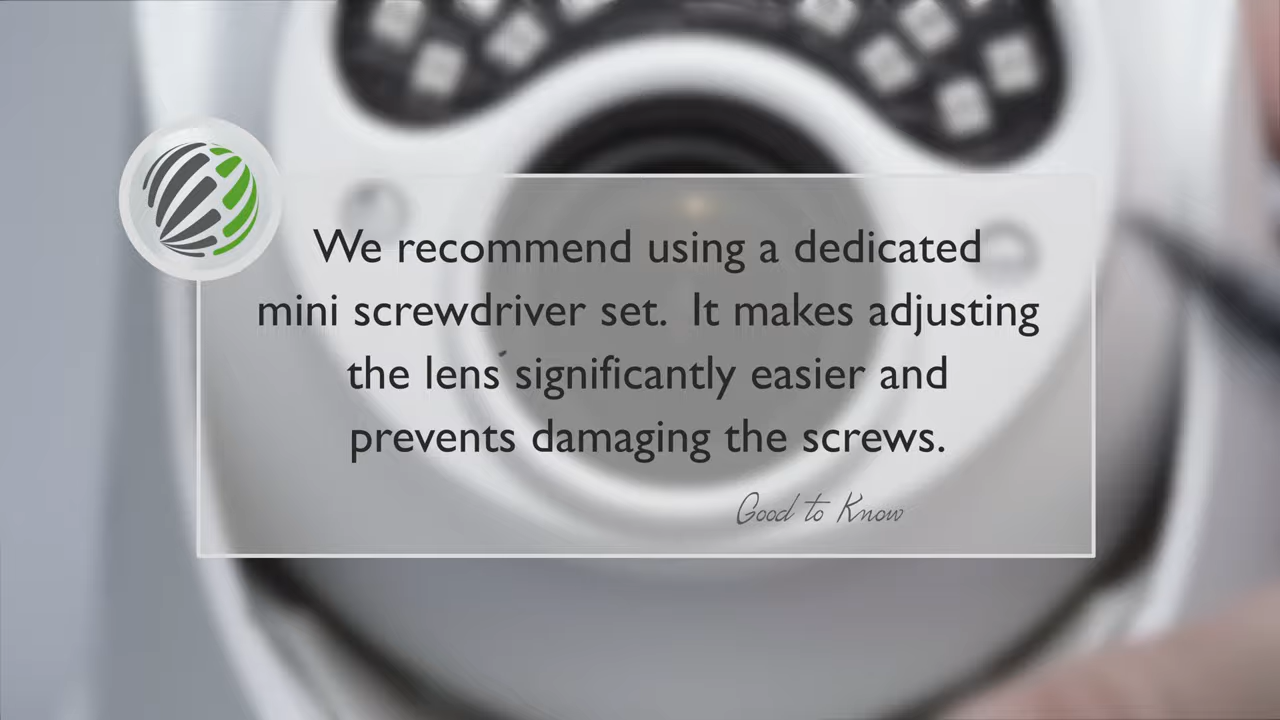 We recommend using a dedicated
mini screwdriver set.  It makes adjusting
the lens significantly easier and
prevents damaging the screws.
Good to Know